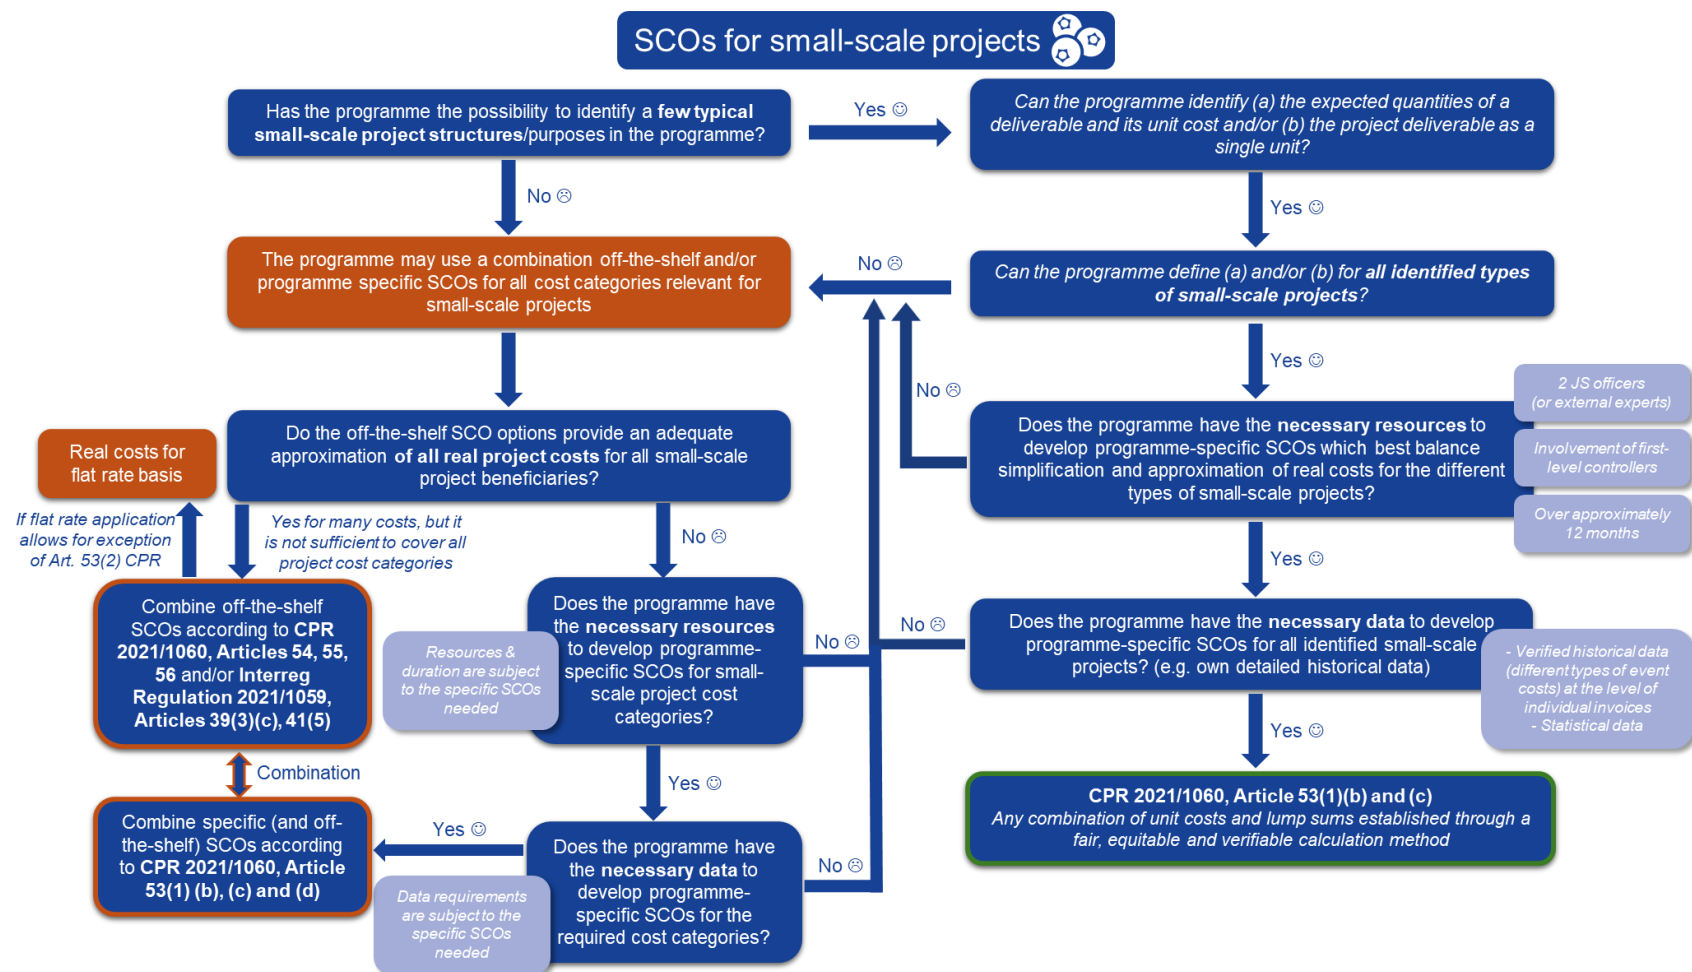 SCOs for small-scale projects
Has the programme the possibility to identify a few typical
small-scale project structures/purposes in the programme?
Yes ☺
Can the programme identify (a) the expected quantities of a
deliverable and its unit cost and/or (b) the project deliverable as a
single unit?
No ☹
Yes ☺
The programme may use a combination off-the-shelf and/or
programme specific SCOs for all cost categories relevant for
small-scale projects
No ☹
Can the programme define (a) and/or (b) for all identified types
of small-scale projects?
Yes ☺
No ☹
2 JS officers
(or external experts)
Real costs for
flat rate basis
Do the off-the-shelf SCO options provide an adequate
approximation of all real project costs for all small-scale
project beneficiaries?
Does the programme have the necessary resources to
develop programme-specific SCOs which best balance
simplification and approximation of real costs for the different
types of small-scale projects?
Involvement of first-
level controllers
Over approximately
12 months
If flat rate application
allows for exception
of Art. 53(2) CPR
Yes for many costs, but it
is not sufficient to cover all
project cost categories
No ☹
Yes ☺
Combine off-the-shelf
SCOs according to CPR
2021/1060, Articles 54, 55,
56 and/or Interreg
Regulation 2021/1059,
Articles 39(3)(c), 41(5)
Resources &
duration are subject
to the specific SCOs
needed
Does the programme have
the necessary resources
to develop programme-
specific SCOs for small-
scale project cost
categories?
No ☹
No ☹
Does the programme have the necessary data to develop
programme-specific SCOs for all identified small-scale
projects? (e.g. own detailed historical data)
- Verified historical data
(different types of event
costs) at the level of
individual invoices
- Statistical data
Combination
Yes ☺
Yes ☺
Combine specific (and off-
the-shelf) SCOs according
to CPR 2021/1060, Article
53(1) (b), (c) and (d)
Yes ☺
Data requirements
are subject to the
specific SCOs
needed
Does the programme have
the necessary data to
develop programme-
specific SCOs for the
required cost categories?
No ☹
CPR 2021/1060, Article 53(1)(b) and (c)
Any combination of unit costs and lump sums established through a
fair, equitable and verifiable calculation method